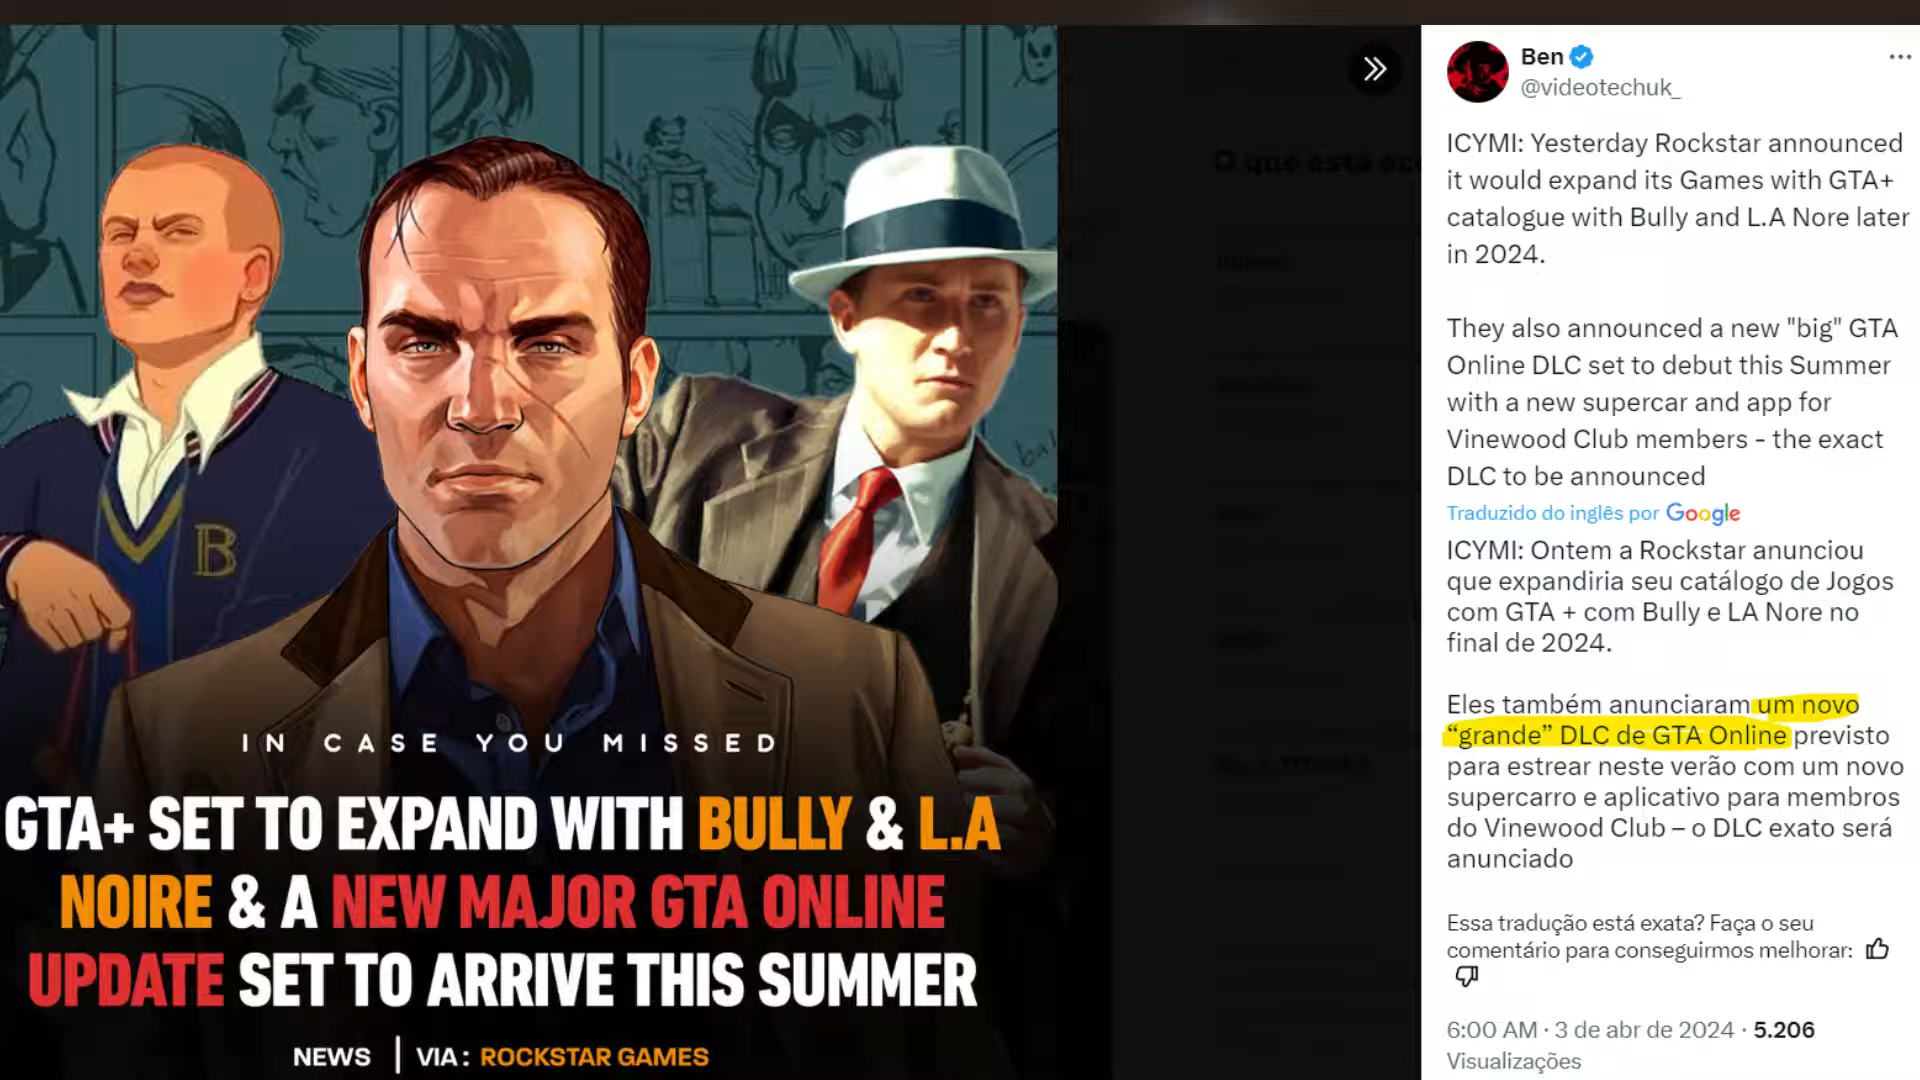 B
IN CASE YOU MISSED
GTA+ SET TO EXPAND WITH BULLY & L.A
NOIRE & A NEW MAJOR GTA ONLINE
UPDATE SET TO ARRIVE THIS SUMMER
NEWS | VIA: ROCKSTAR GAMES
O que está
Ben
@videotechuk_
ICYMI: Yesterday Rockstar announced
it would expand its Games with GTA+
catalogue with Bully and L.A Nore later
in 2024.
They also announced a new "big" GTA
Online DLC set to debut this Summer
with a new supercar and app for
Vinewood Club members - the exact
DLC to be announced
Traduzido do inglês por Google
ICYMI: Ontem a Rockstar anunciou
que expandiria seu catálogo de Jogos
com GTA + com Bully e LA Nore no
final de 2024.
Eles também anunciaram um novo
“grande” DLC de GTA Online previsto
para estrear neste verão com um novo
supercarro e aplicativo para membros
do Vinewood Club – o DLC exato será
anunciado
Essa tradução está exata? Faça o seu
comentário para conseguirmos melhorar:
6:00 AM · 3 de abr de 2024 · 5.206
Visualizações